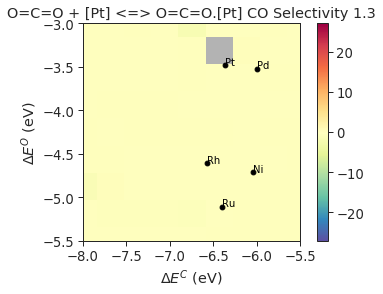 O=C=O + [Pt] <=> O=C=O.[Pt] CO Selectivity 1.3
−3.0
−3.5
−4.0
−4.5
−5.0
−5.5
ΔE^O (eV)
Pt
Pd
Rh
Ni
Ru
−8.0 −7.5 −7.0 −6.5 −6.0 −5.5
ΔE^C (eV)
20
10
0
−10
−20